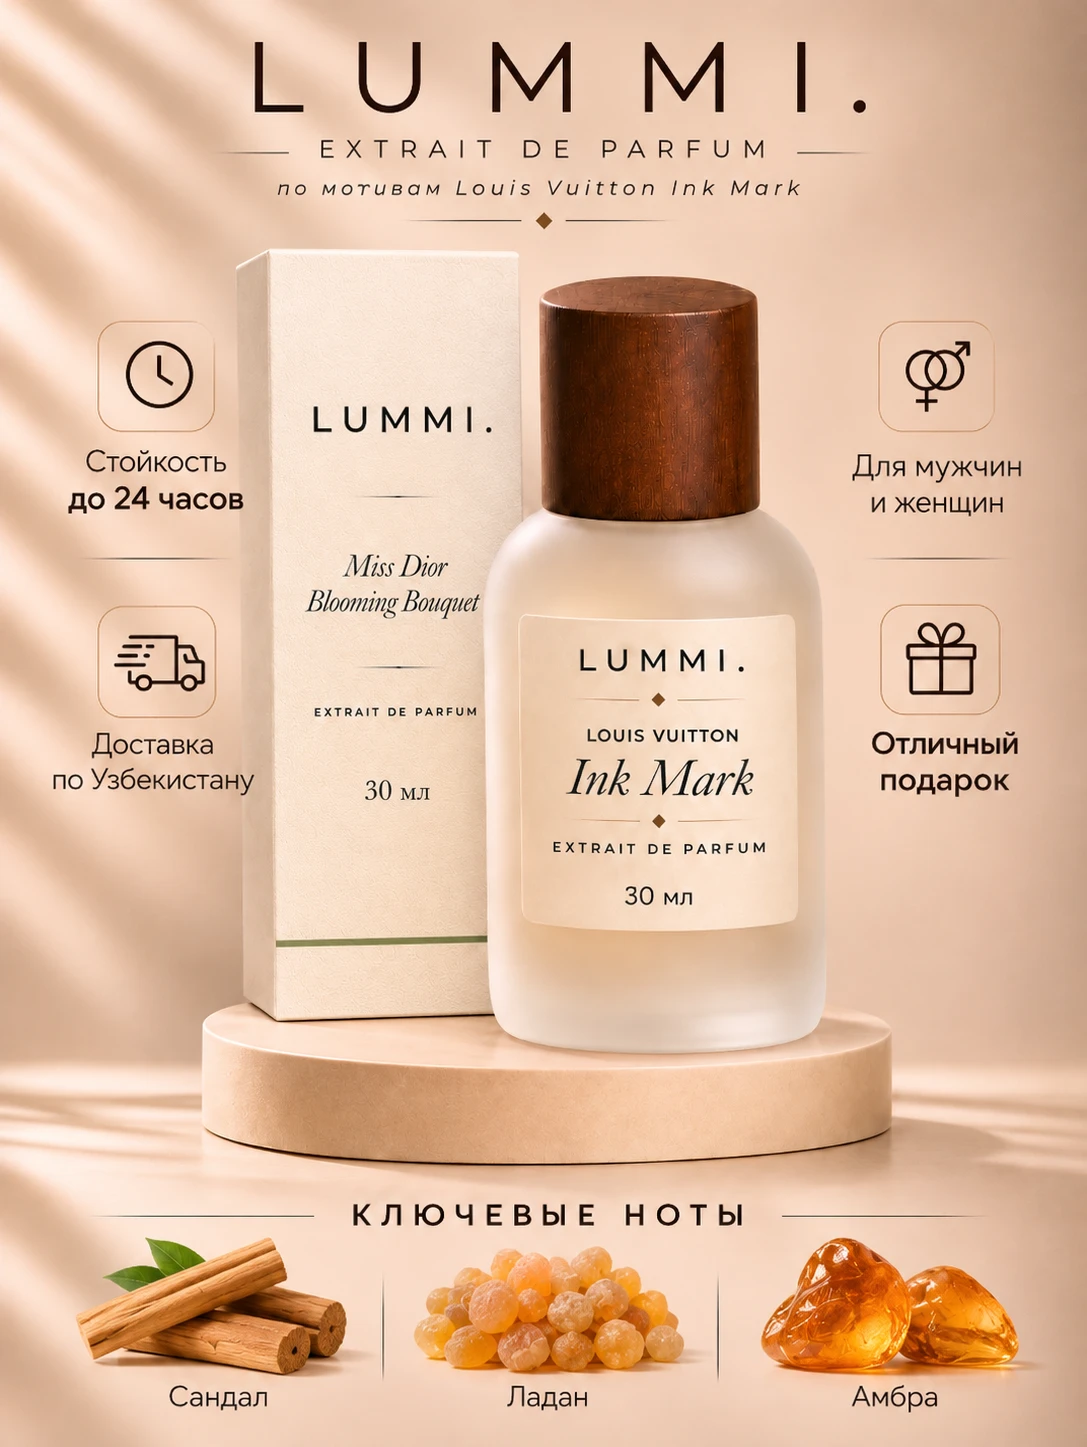 LUMMI.
EXTRAIT DE PARFUM
по мотивам Louis Vuitton Ink Mark
Стойкость
до 24 часов
Доставка
по Узбекистану
LUMMI.
Miss Dior
Blooming Bouquet
EXTRAIT DE PARFUM
30 мл
LUMMI.
LOUIS VUITTON
Ink Mark
EXTRAIT DE PARFUM
30 мл
Для мужчин
и женщин
Отличный
подарок
КЛЮЧЕВЫЕ НОТЫ
Сандал
Ладан
Амбра